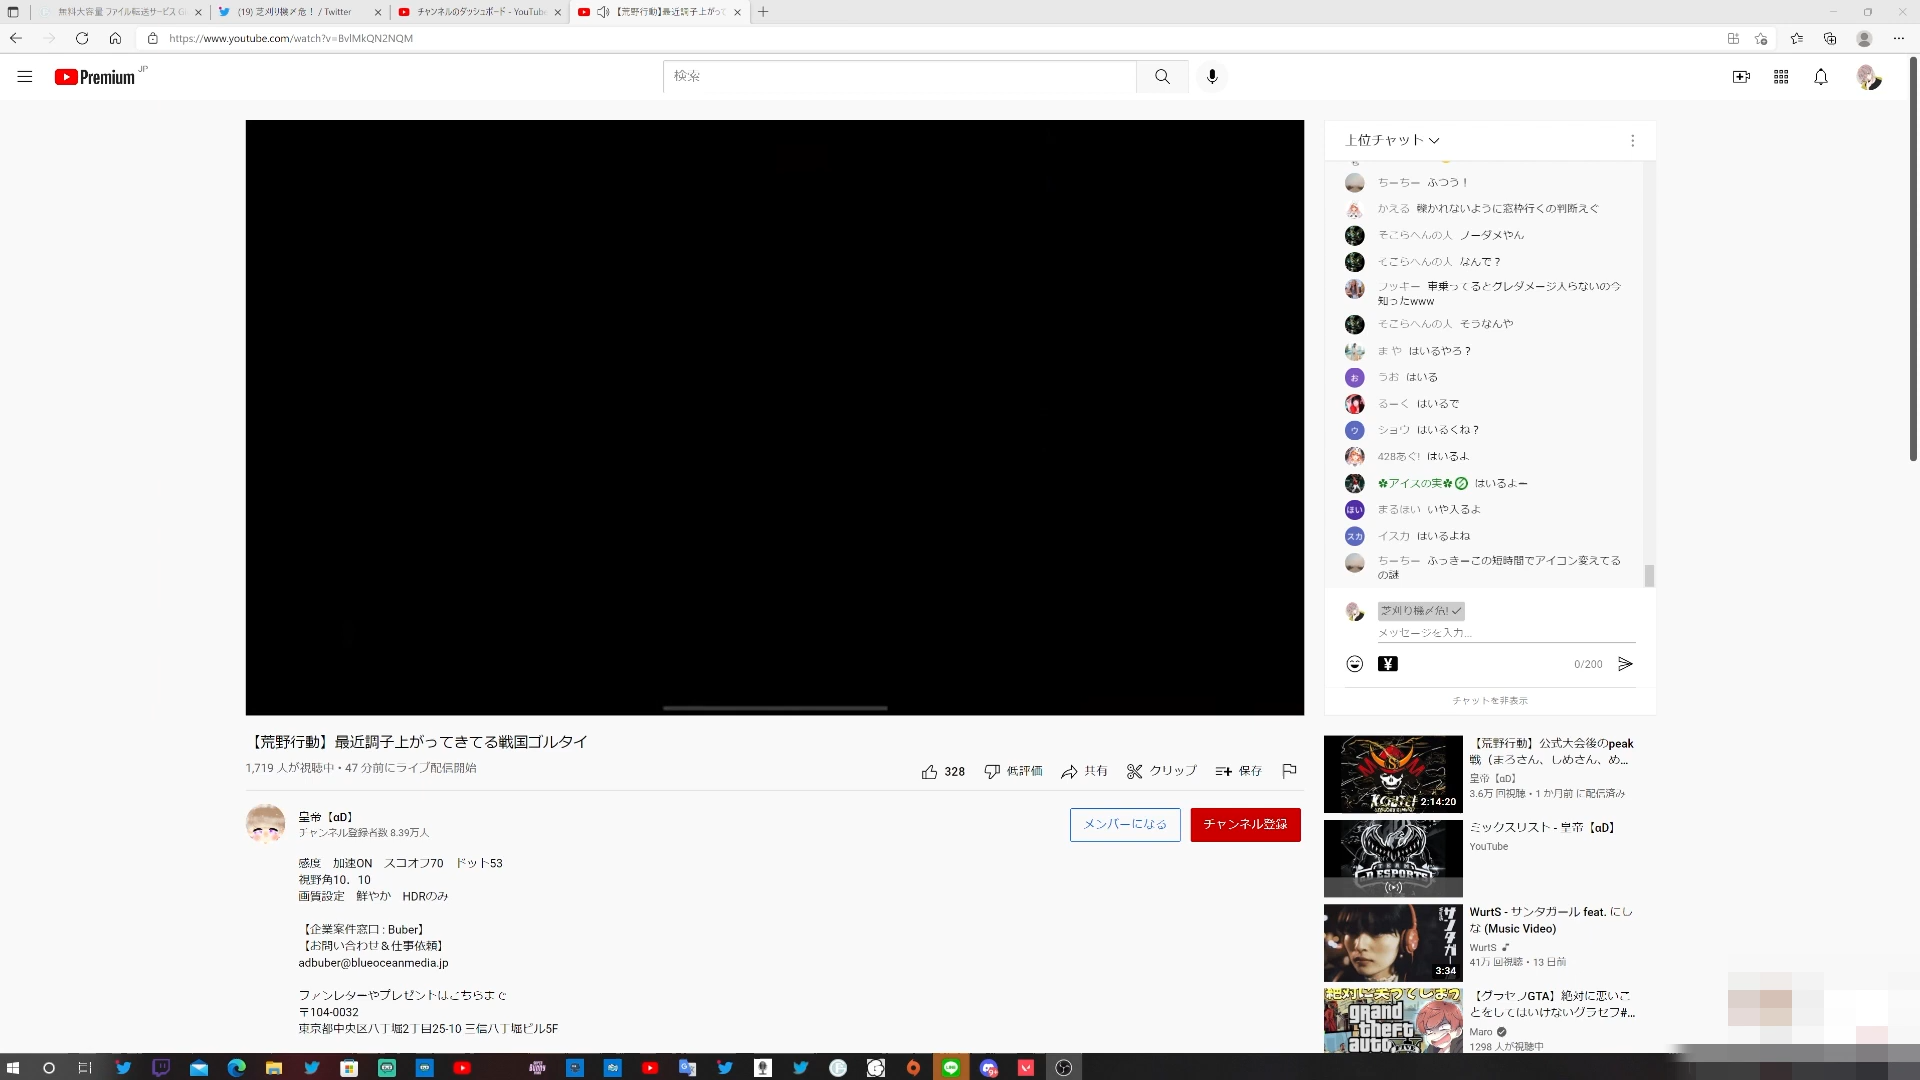 無料大容量 ファイル転送サービス Gi
(19) 芝刈り機〆危！ / Twitter
チャンネルのダッシュボード - YouTube
【荒野行動】最近調子上がって
https://www.youtube.com/watch?v=BvlMkQN2NQM
Premium JP
検索
上位チャット
ちーちー ふつう！
かえる 轢かれないように窓枠行くの判断えぐ
そこらへんの人 ノーダメやん
そこらへんの人 なんで？
フッキー 車乗ってるとグレダメージ入らないの今
知ったwww
そこらへんの人 そうなんや
ま や はいるやろ？
お うお はいる
るーく はいるで
ウ ショウ はいるくね？
428あぐ! はいるよ
✿アイスの実✿ はいるよー
ほい まるほい いや入るよ
スカ イスカ はいるよね
ちーちー ふっきーこの短時間でアイコン変えてる
の謎
芝刈り機〆危!
メッセージを入力...
¥ 0/200
チャットを非表示
【荒野行動】最近調子上がってきてる戦国ゴルタイ
1,719 人が視聴中・47 分前にライブ配信開始
328 低評価 共有 クリップ 保存
皇帝【αD】
チャンネル登録者数 8.39万人
メンバーになる チャンネル登録
感度　加速ON　スコオフ70　ドット53
視野角10．10
画質設定　鮮やか　HDRのみ
【企業案件窓口 : Buber】
【お問い合わせ＆仕事依頼】
adbuber@blueoceanmedia.jp
ファンレターやプレゼントはこちらまで
〒104-0032
東京都中央区八丁堀2丁目25-10 三信八丁堀ビル5F
【荒野行動】公式大会後のpeak
戦（まろさん、しめさん、め...
皇帝【αD】
3.6万 回視聴・1 か月前 に配信済み
2:14:20
ミックスリスト - 皇帝【αD】
YouTube
WurtS - サンタガール feat. にし
な (Music Video)
WurtS
41万 回視聴・13 日前
3:34
【グラセフGTA】絶対に悪いこ
とをしてはいけないグラセフ#...
Maro
1298 人が視聴中
grand
theft
auto